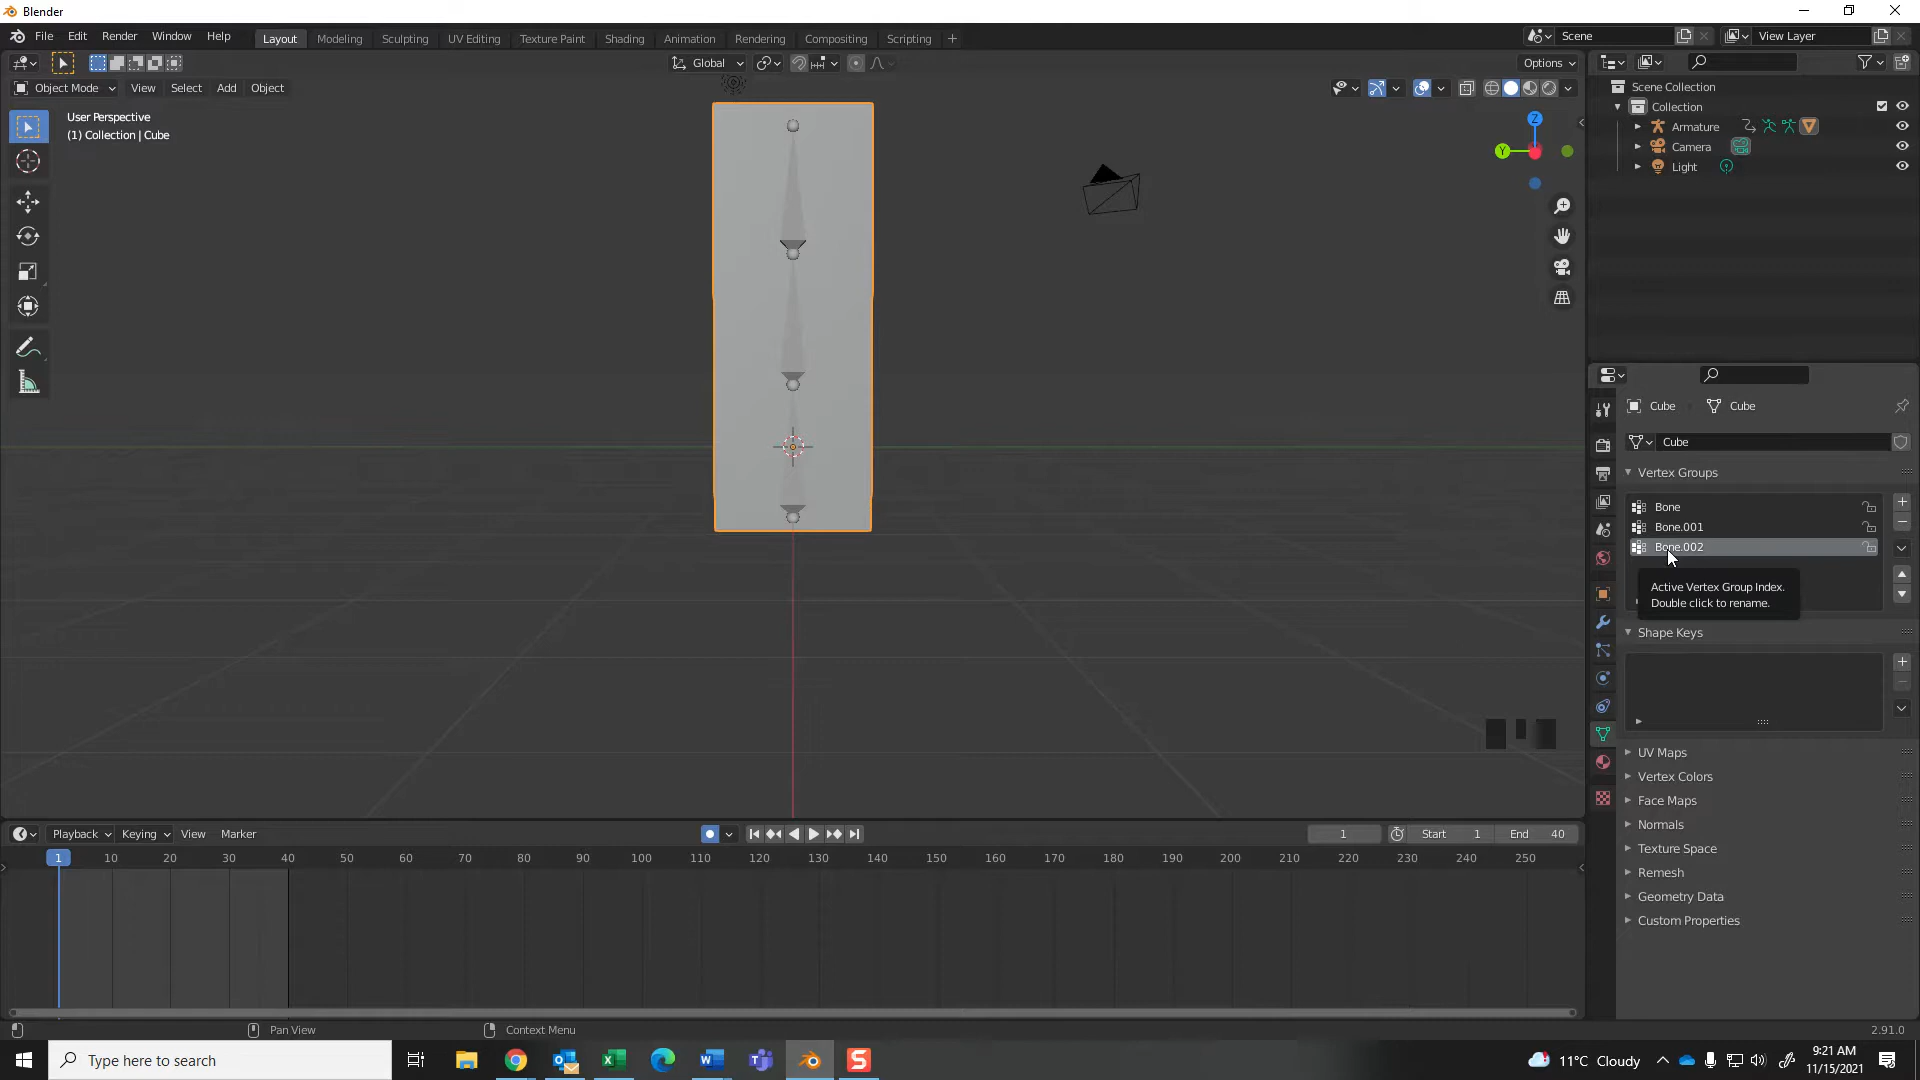 Blender
File Edit Render Window Help
Layout Modeling Sculpting UV Editing Texture Paint Shading Animation Rendering Compositing Scripting
Scene
View Layer
Global
Options
Object Mode View Select Add Object
User Perspective
(1) Collection | Cube
Z
Y
Scene Collection
Collection
Armature
Camera
Light
Cube Cube
Cube
Vertex Groups
Bone
Bone.001
Bone.002
Active Vertex Group Index.
Double click to rename.
Shape Keys
UV Maps
Vertex Colors
Face Maps
Normals
Texture Space
Remesh
Geometry Data
Custom Properties
Playback Keying View Marker
1 Start 1 End 40
1 10 20 30 40 50 60 70 80 90 100 110 120 130 140 150 160 170 180 190 200 210 220 230 240 250
Pan View Context Menu 2.91.0
Type here to search
11°C Cloudy
9:21 AM
11/15/2021